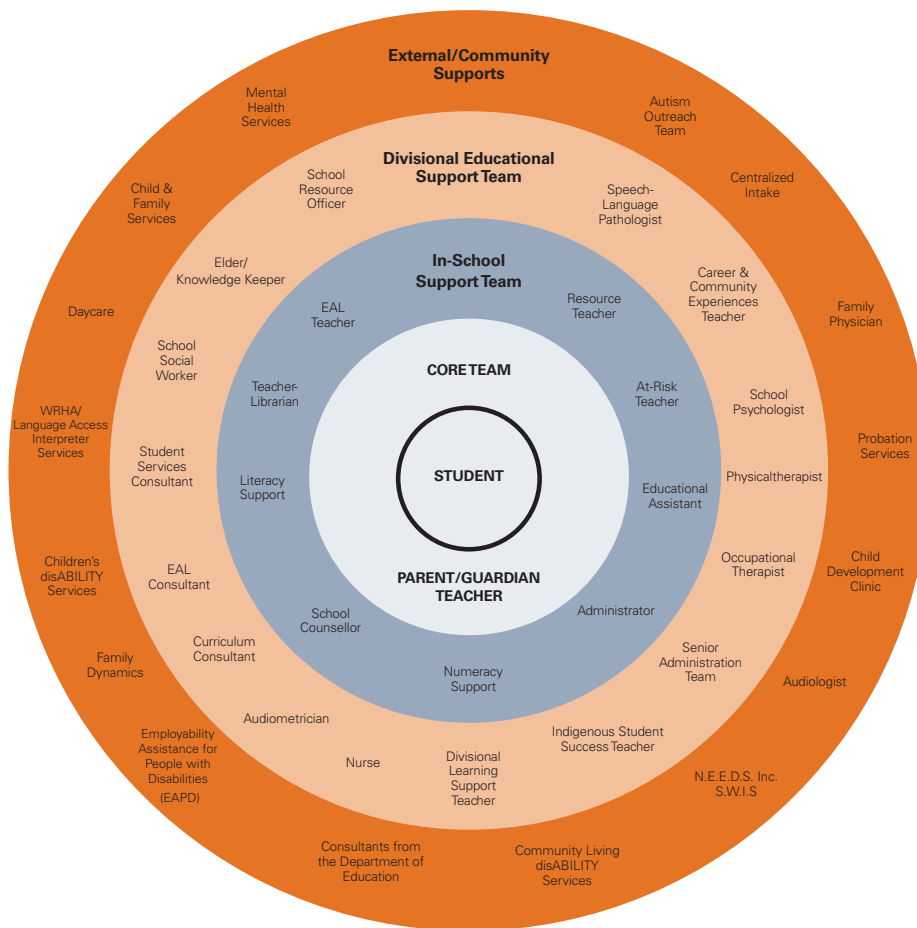 External/Community
Supports
Mental
Health
Services
Autism
Outreach
Team
Child &
Family
Services
Centralized
Intake
Daycare
Family
Physician
WRHA/
Language Access
Interpreter
Services
Probation
Services
Children's
disABILITY
Services
Child
Development
Clinic
Family
Dynamics
Audiologist
Employability
Assistance for
People with
Disabilities
(EAPD)
N.E.E.D.S. Inc.
S.W.I.S
Consultants from
the Department of
Education
Community Living
disABILITY
Services
Divisional Educational
Support Team
School
Resource
Officer
Speech-
Language
Pathologist
Elder/
Knowledge Keeper
Career &
Community
Experiences
Teacher
School
Social
Worker
School
Psychologist
Student
Services
Consultant
Physicaltherapist
EAL
Consultant
Occupational
Therapist
Curriculum
Consultant
Senior
Administration
Team
Audiometrician
Indigenous Student
Success Teacher
Nurse
Divisional
Learning
Support
Teacher
In-School
Support Team
EAL
Teacher
Resource
Teacher
Teacher-
Librarian
At-Risk
Teacher
Literacy
Support
Educational
Assistant
School
Counsellor
Administrator
Numeracy
Support
CORE TEAM
STUDENT
PARENT/GUARDIAN
TEACHER